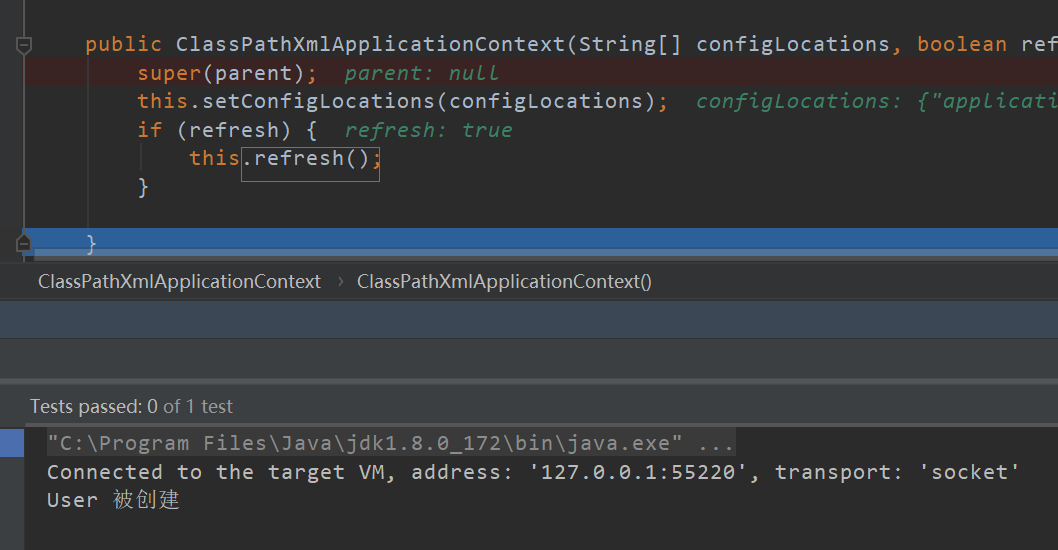 public ClassPathXmlApplicationContext(String[] configLocations, boolean ref
super(parent); parent: null
this.setConfigLocations(configLocations); configLocations: {"applicati
if (refresh) { refresh: true
this.refresh();
}
}
ClassPathXmlApplicationContext › ClassPathXmlApplicationContext()
Tests passed: 0 of 1 test
"C:\Program Files\Java\jdk1.8.0_172\bin\java.exe" ...
Connected to the target VM, address: '127.0.0.1:55220', transport: 'socket'
User 被创建